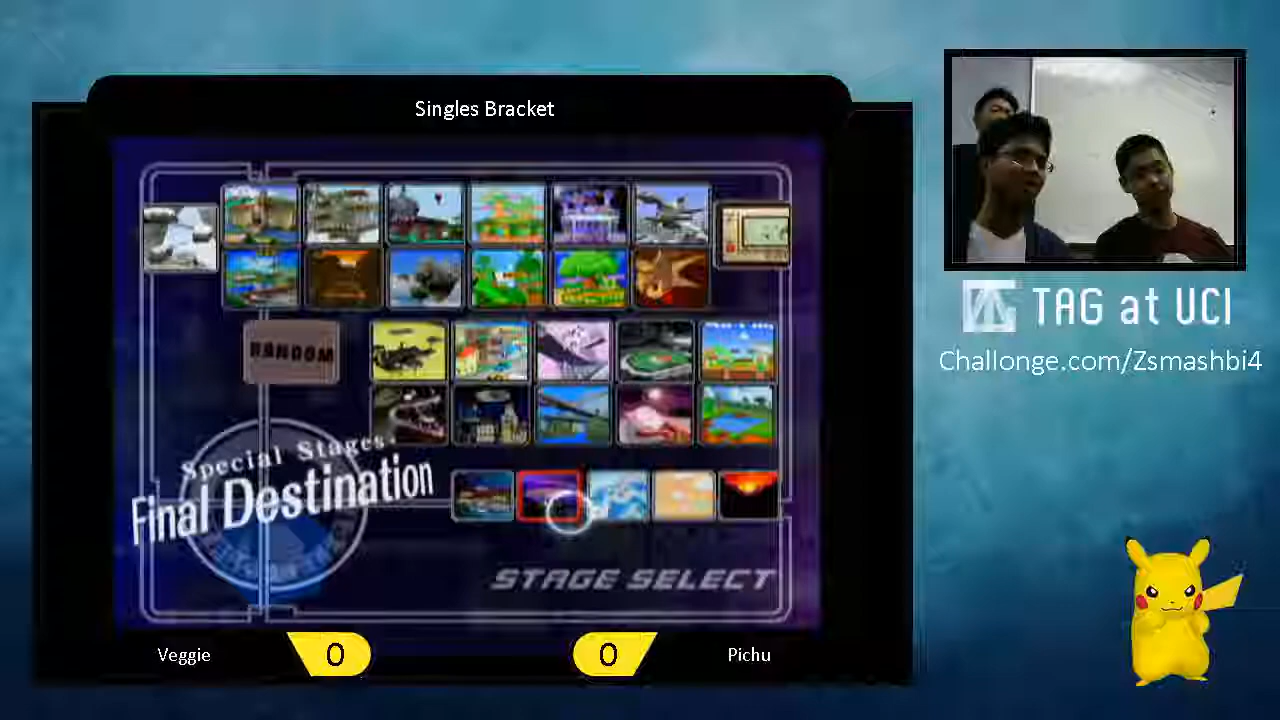 Singles Bracket
RANDOM
Special Stages
Final Destination
STAGE SELECT
Veggie
0
0
Pichu
TAG at UCI
Challonge.com/Zsmashbi4